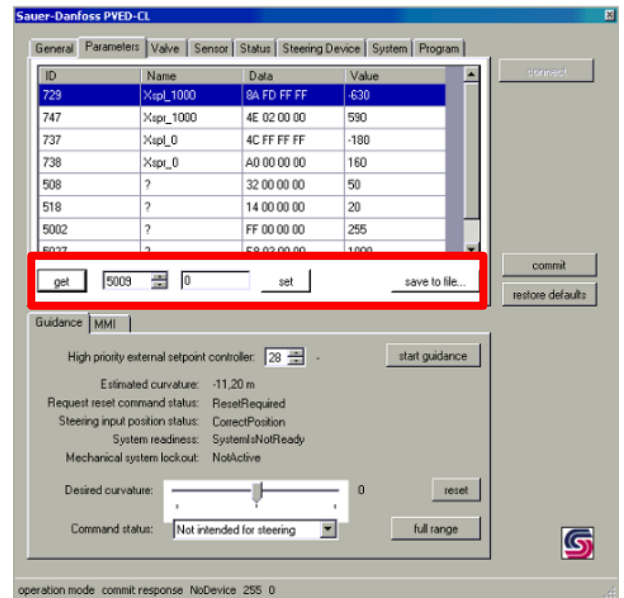 Sauer-Danfoss PVED-CL
General Parameters Valve Sensor Status Steering Device System Program
ID Name Data Value
connect
729 Xspl_1000 8A FD FF FF -630
747 Xspr_1000 4E 02 00 00 590
737 Xspl_0 4C FF FF FF -180
738 Xspr_0 A0 00 00 00 160
508 ? 32 00 00 00 50
518 ? 14 00 00 00 20
5002 ? FF 00 00 00 255
5027 ? E8 03 00 00 1000
commit
get 5009 0 set save to file...
restore defaults
Guidance MMI
High priority external setpoint controller: 28 - start guidance
Estimated curvature: -11,20 m
Request reset command status: ResetRequired
Steering input position status: CorrectPosition
System readiness: SystemIsNotReady
Mechanical system lockout: NotActive
Desired curvature: 0 reset
Command status: Not intended for steering full range
operation mode commit response NoDevice 255 0